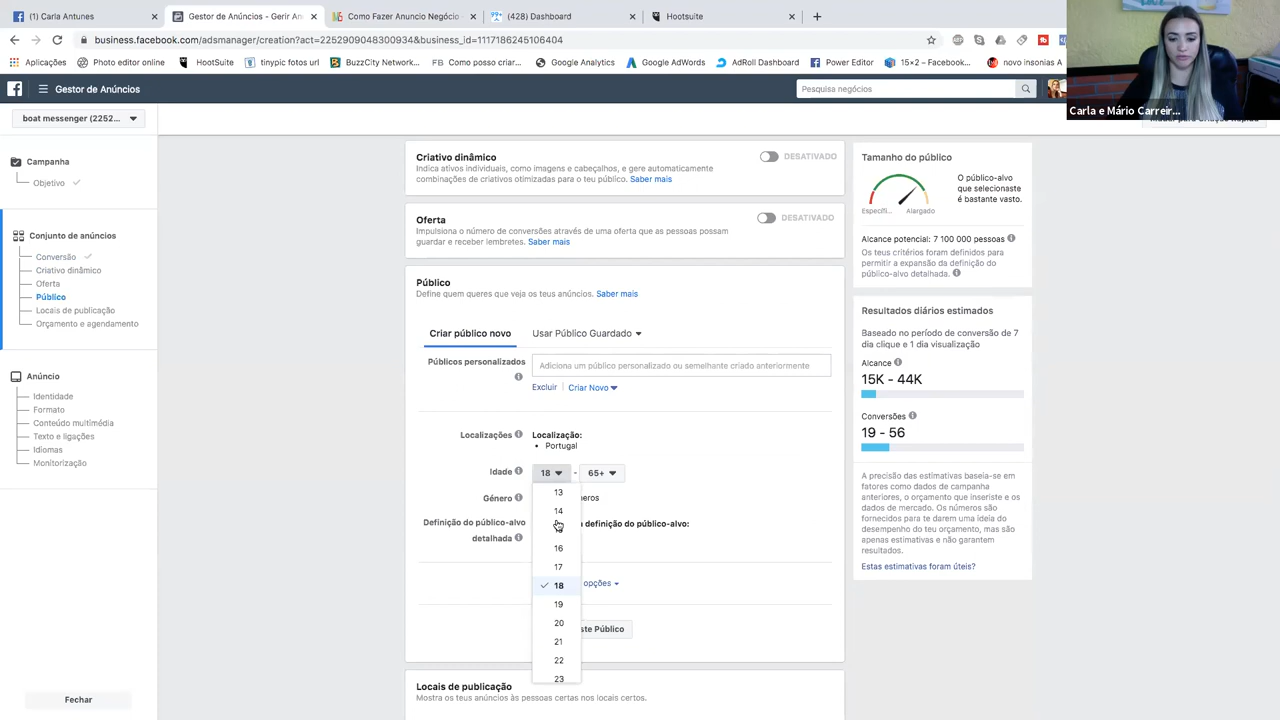 (1) Carla Antunes
Gestor de Anúncios - Gerir An
Como Fazer Anuncio Negócio
(428) Dashboard
Hootsuite
business.facebook.com/adsmanager/creation?act=2252909048300934&business_id=1117186245106404
Aplicações
Photo editor online
HootSuite
tinypic fotos url
BuzzCity Network...
Como posso criar...
Google Analytics
Google AdWords
AdRoll Dashboard
Power Editor
15×2 – Facebook...
novo insonias A
Gestor de Anúncios
Pesquisa negócios
Carla e Mário Carreir...
boat messenger (2252...
Campanha
Objetivo
Conjunto de anúncios
Conversão
Criativo dinâmico
Oferta
Público
Locais de publicação
Orçamento e agendamento
Anúncio
Identidade
Formato
Conteúdo multimédia
Texto e ligações
Idiomas
Monitorização
Fechar
Criativo dinâmico
DESATIVADO
Indica ativos individuais, como imagens e cabeçalhos, e gere automaticamente
combinações de criativos otimizadas para o teu público. Saber mais
Oferta
DESATIVADO
Impulsiona o número de conversões através de uma oferta que as pessoas possam
guardar e receber lembretes. Saber mais
Público
Define quem queres que veja os teus anúncios. Saber mais
Criar público novo
Usar Público Guardado
Públicos personalizados
Adiciona um público personalizado ou semelhante criado anteriormente
Excluir
Criar Novo
Localizações
Localização:
• Portugal
Idade
18 - 65+
13
14
15
16
17
18
19
20
21
22
23
Género
neros
Definição do público-alvo
detalhada
a definição do público-alvo:
opções
ste Público
Locais de publicação
Mostra os teus anúncios às pessoas certas nos locais certos.
Tamanho do público
Específi...
Alargado
O público-alvo
que selecionaste
é bastante vasto.
Alcance potencial: 7 100 000 pessoas
Os teus critérios foram definidos para
permitir a expansão da definição do
público-alvo detalhada.
Resultados diários estimados
Baseado no período de conversão de 7
dia clique e 1 dia visualização
Alcance
15K - 44K
Conversões
19 - 56
A precisão das estimativas baseia-se em
fatores como dados de campanha
anteriores, o orçamento que inseriste e os
dados de mercado. Os números são
fornecidos para te darem uma ideia do
desempenho do teu orçamento, mas são
apenas estimativas e não garantem
resultados.
Estas estimativas foram úteis?